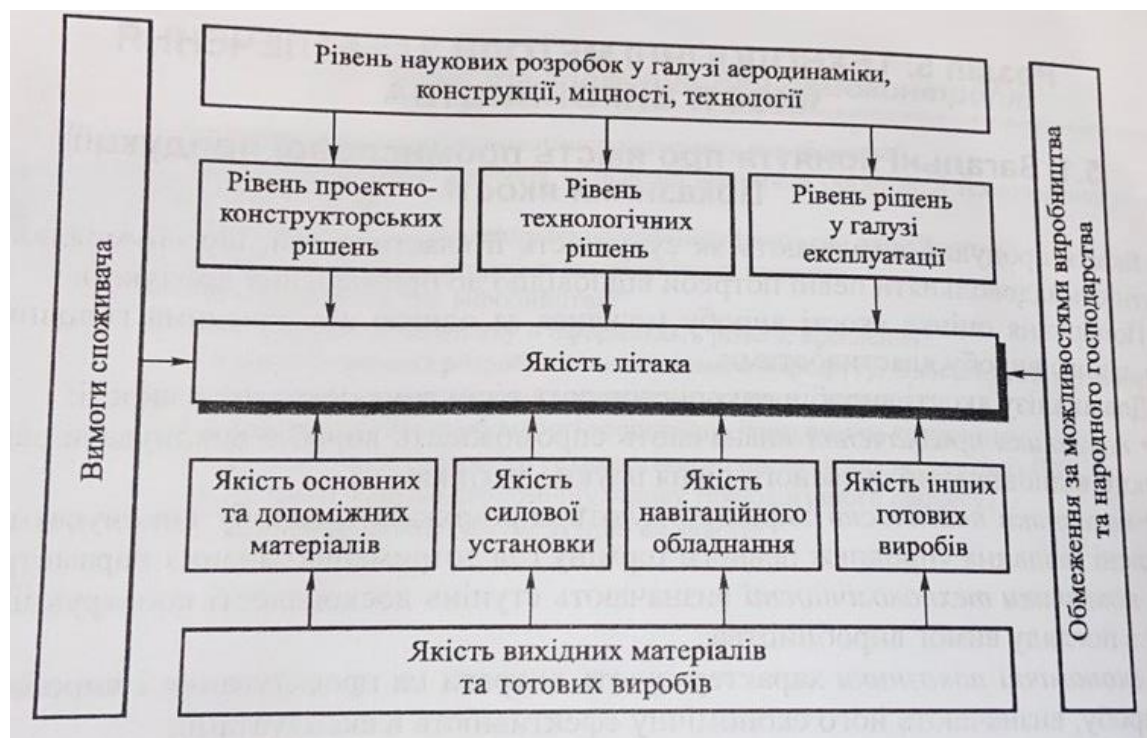 Рівень наукових розробок у галузі аеродинаміки,
конструкції, міцності, технології
Рівень проектно-
конструкторських
рішень
Рівень
технологічних
рішень
Рівень рішень
у галузі
експлуатації
Вимоги споживача
Якість літака
Обмеження за можливостями виробництва
та народного господарства
Якість основних
та допоміжних
матеріалів
Якість
силової
установки
Якість
навігаційного
обладнання
Якість інших
готових
виробів
Якість вихідних матеріалів
та готових виробів